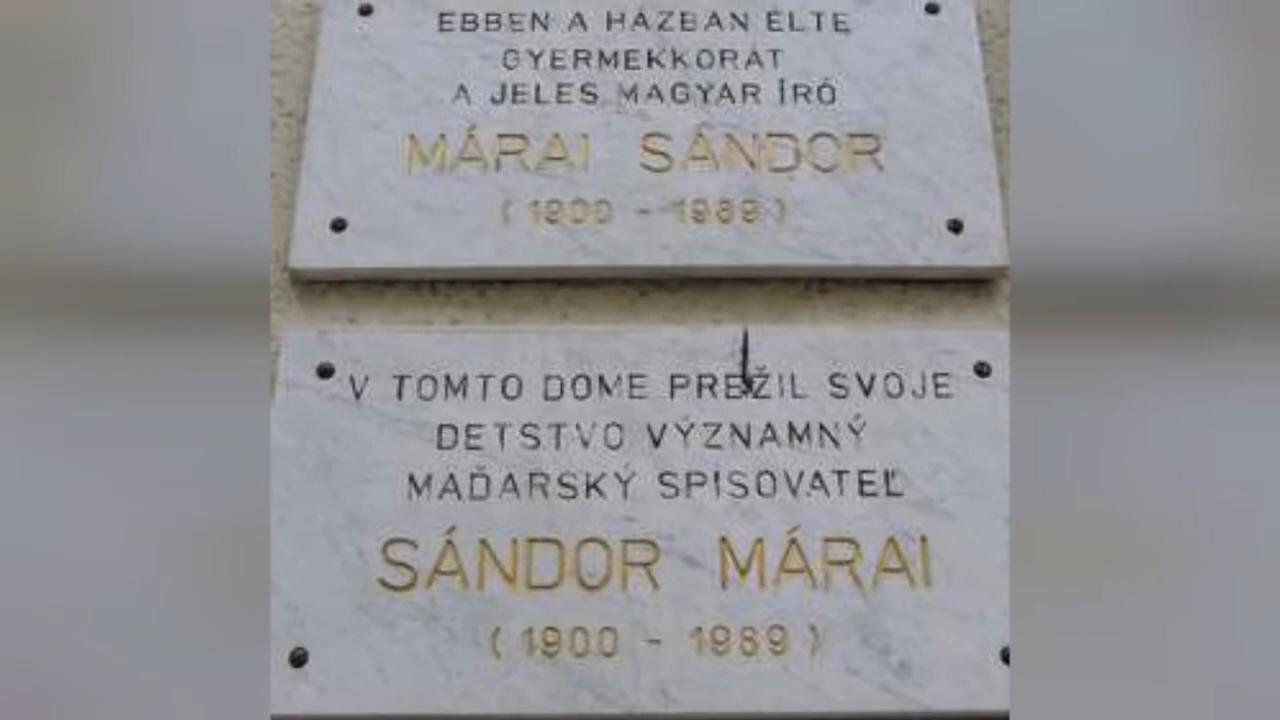 EBBEN A HÁZBAN ÉLTE
GYERMEKKORÁT
A JELES MAGYAR ÍRÓ
MÁRAI SÁNDOR
( 1900 - 1989 )
V TOMTO DOME PREŽIL SVOJE
DETSTVO VÝZNAMNÝ
MAĎARSKÝ SPISOVATEĽ
SÁNDOR MÁRAI
( 1900 - 1989 )